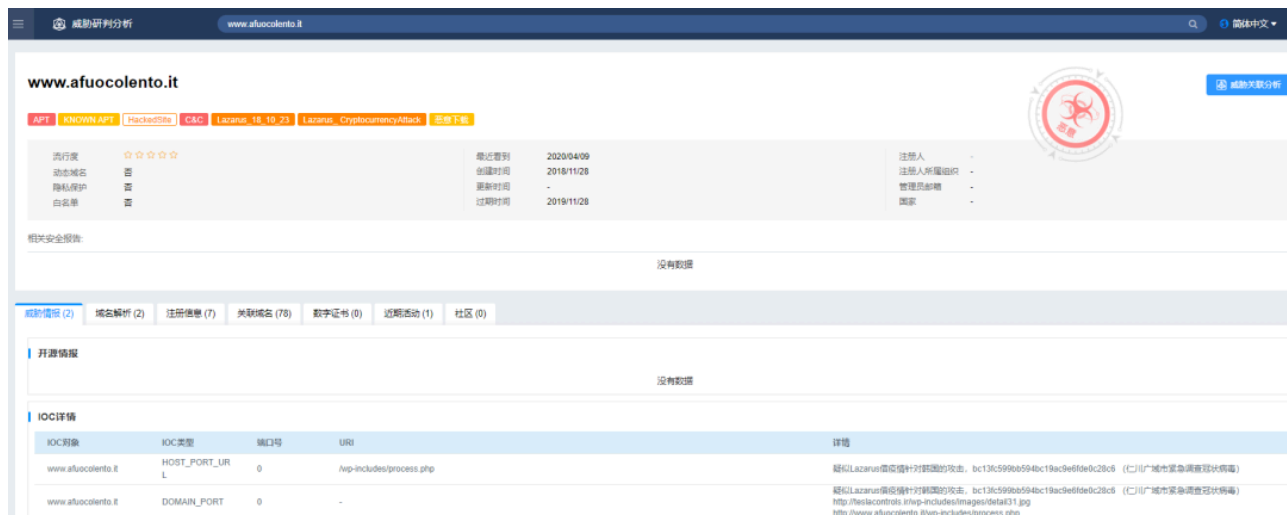 威胁研判分析 www.afuocolento.it 简体中文
www.afuocolento.it
威胁关联分析
恶意
APT KNOWN APT HackedSite C&C Lazarus_18_10_23 Lazarus_CryptocurrencyAttack 恶意下载
流行度 最近看到 2020/04/09 注册人 -
动态域名 否 创建时间 2018/11/28 注册人所属组织 -
隐私保护 否 更新时间 - 管理员邮箱 -
白名单 否 过期时间 2019/11/28 国家 -
相关安全报告:
没有数据
威胁情报 (2) 域名解析 (2) 注册信息 (7) 关联域名 (78) 数字证书 (0) 近期活动 (1) 社区 (0)
开源情报
没有数据
IOC详情
IOC对象 IOC类型 端口号 URI 详情
www.afuocolento.it HOST_PORT_UR
L 0 /wp-includes/process.php 疑似Lazarus借疫情针对韩国的攻击，bc13fc599bb594bc19ac9e6fde0c28c6 （仁川广域市紧急调查冠状病毒）
www.afuocolento.it DOMAIN_PORT 0 - 疑似Lazarus借疫情针对韩国的攻击，bc13fc599bb594bc19ac9e6fde0c28c6 （仁川广域市紧急调查冠状病毒）
http://teslacontrols.ir/wp-includes/images/detail31.jpg
http://www.afuocolento.it/wp-includes/process.php